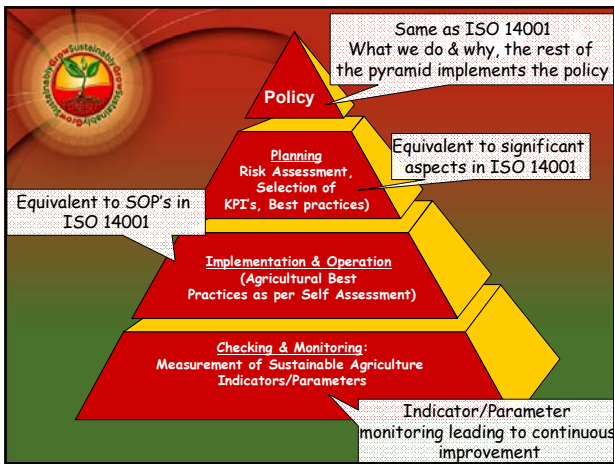 GrowSustainablyGrowSustainablyGrowSustainably
Same as ISO 14001
What we do & why, the rest of
the pyramid implements the policy
Policy
Planning
Risk Assessment,
Selection of
KPI's, Best practices)
Equivalent to significant
aspects in ISO 14001
Equivalent to SOP's in
ISO 14001
Implementation & Operation
(Agricultural Best
Practices as per Self Assessment)
Checking & Monitoring:
Measurement of Sustainable Agriculture
Indicators/Parameters
Indicator/Parameter
monitoring leading to continuous
improvement